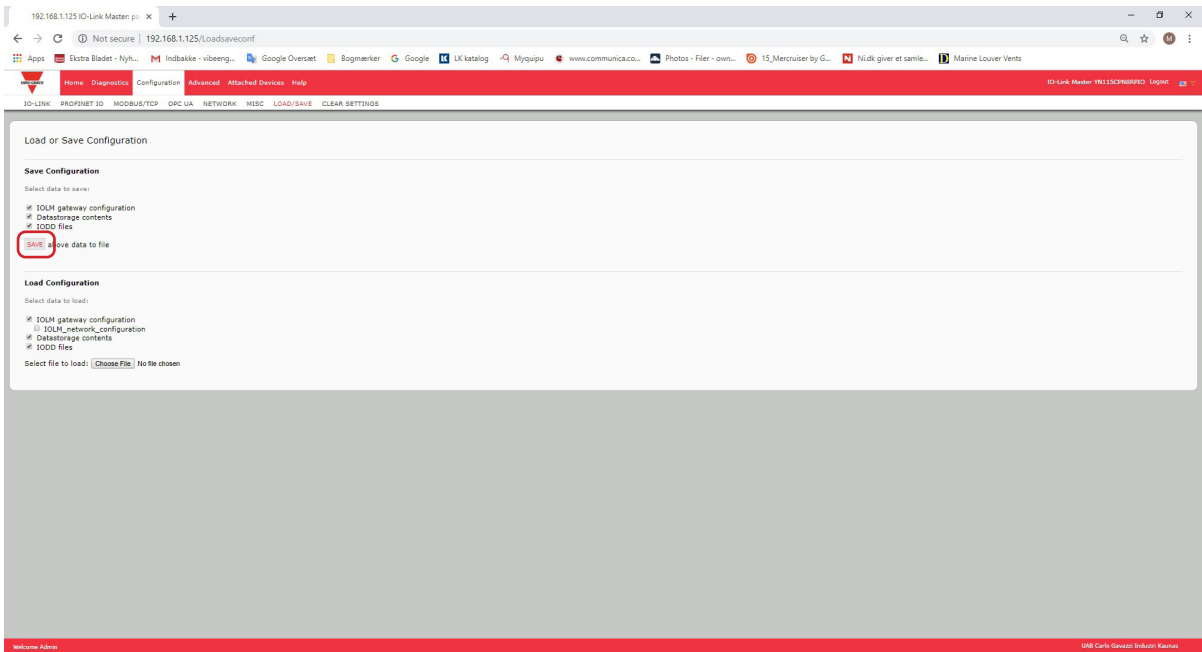 192.168.1.125 IO-Link Master: pa
Not secure | 192.168.1.125/Loadsaveconf
Apps Ekstra Bladet - Nyh... Indbakke - vibeeng... Google Oversæt Bogmærker Google LK katalog Myquipu www.communica.co... Photos - Filer - own... 15_Mercruiser by G... Ni.dk giver et samle... Marine Louver Vents
Home Diagnostics Configuration Advanced Attached Devices Help IO-Link Master YN115CPN8RPIO Logout
IO-LINK PROFINET IO MODBUS/TCP OPC UA NETWORK MISC LOAD/SAVE CLEAR SETTINGS
Load or Save Configuration
Save Configuration
Select data to save:
IOLM gateway configuration
Datastorage contents
IODD files
SAVE above data to file
Load Configuration
Select data to load:
IOLM gateway configuration
IOLM_network_configuration
Datastorage contents
IODD files
Select file to load: Choose File No file chosen
Welcome Admin UAB Carlo Gavazzi Industri Kaunas